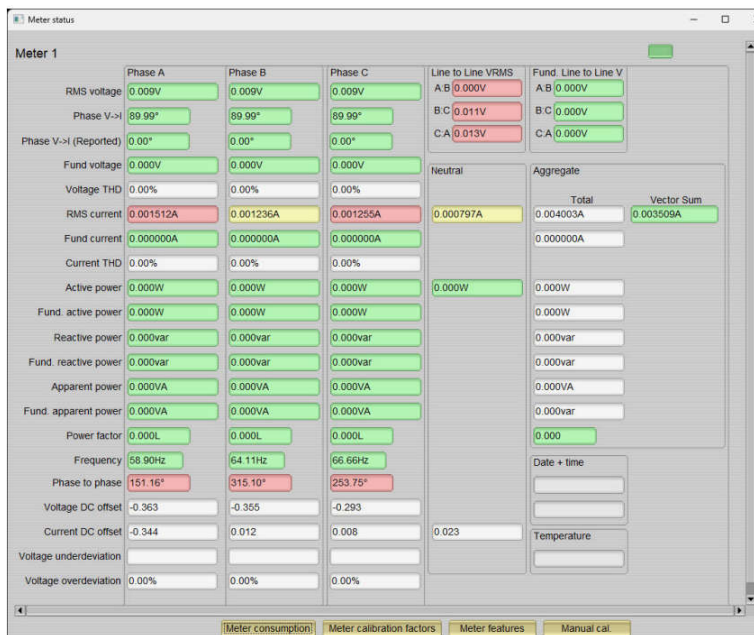 Meter status
Meter 1
Phase A Phase B Phase C Line to Line VRMS Fund. Line to Line V
RMS voltage 0.009V 0.009V 0.009V A:B 0.000V A:B 0.000V
Phase V->I 89.99° 89.99° 89.99° B:C 0.011V B:C 0.000V
Phase V->I (Reported) 0.00° 0.00° 0.00° C:A 0.013V C:A 0.000V
Fund voltage 0.000V 0.000V 0.000V
Neutral Aggregate
Voltage THD 0.00% 0.00% 0.00%
Total Vector Sum
RMS current 0.001512A 0.001236A 0.001255A 0.000797A 0.004003A 0.003509A
Fund current 0.000000A 0.000000A 0.000000A 0.000000A
Current THD 0.00% 0.00% 0.00%
Active power 0.000W 0.000W 0.000W 0.000W 0.000W
Fund. active power 0.000W 0.000W 0.000W 0.000W
Reactive power 0.000var 0.000var 0.000var 0.000var
Fund. reactive power 0.000var 0.000var 0.000var 0.000var
Apparent power 0.000VA 0.000VA 0.000VA 0.000VA
Fund. apparent power 0.000VA 0.000VA 0.000VA 0.000var
Power factor 0.000L 0.000L 0.000L 0.000
Frequency 58.90Hz 64.11Hz 66.66Hz Date + time
Phase to phase 151.16° 315.10° 253.75°
Voltage DC offset -0.363 -0.355 -0.293
Current DC offset -0.344 0.012 0.008 0.023 Temperature
Voltage underdeviation
Voltage overdeviation 0.00% 0.00% 0.00%
Meter consumption Meter calibration factors Meter features Manual cal.